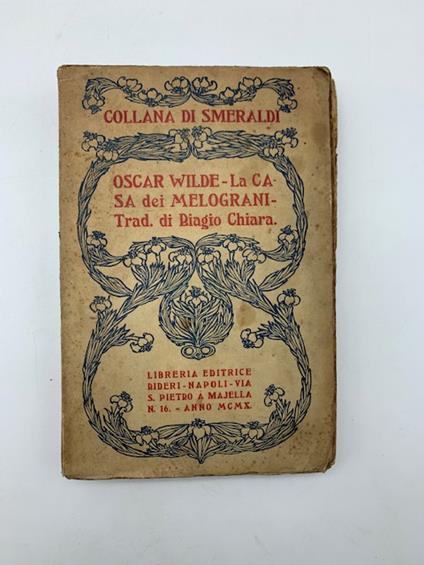 COLLANA DI SMERALDI
OSCAR WILDE-La CA-
SA dei MELOGRANI-
Trad. di Biagio Chiara.
LIBRERIA EDITRICE
BIDERI-NAPOLI-VIA
S. PIETRO A MAJELLA
N. 16. - ANNO MCMX.